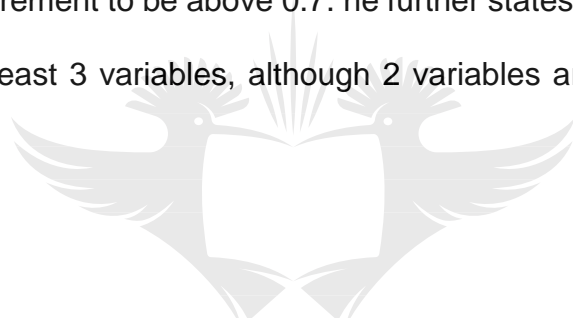 rement to be above 0.7. he further states
east 3 variables, although 2 variables a